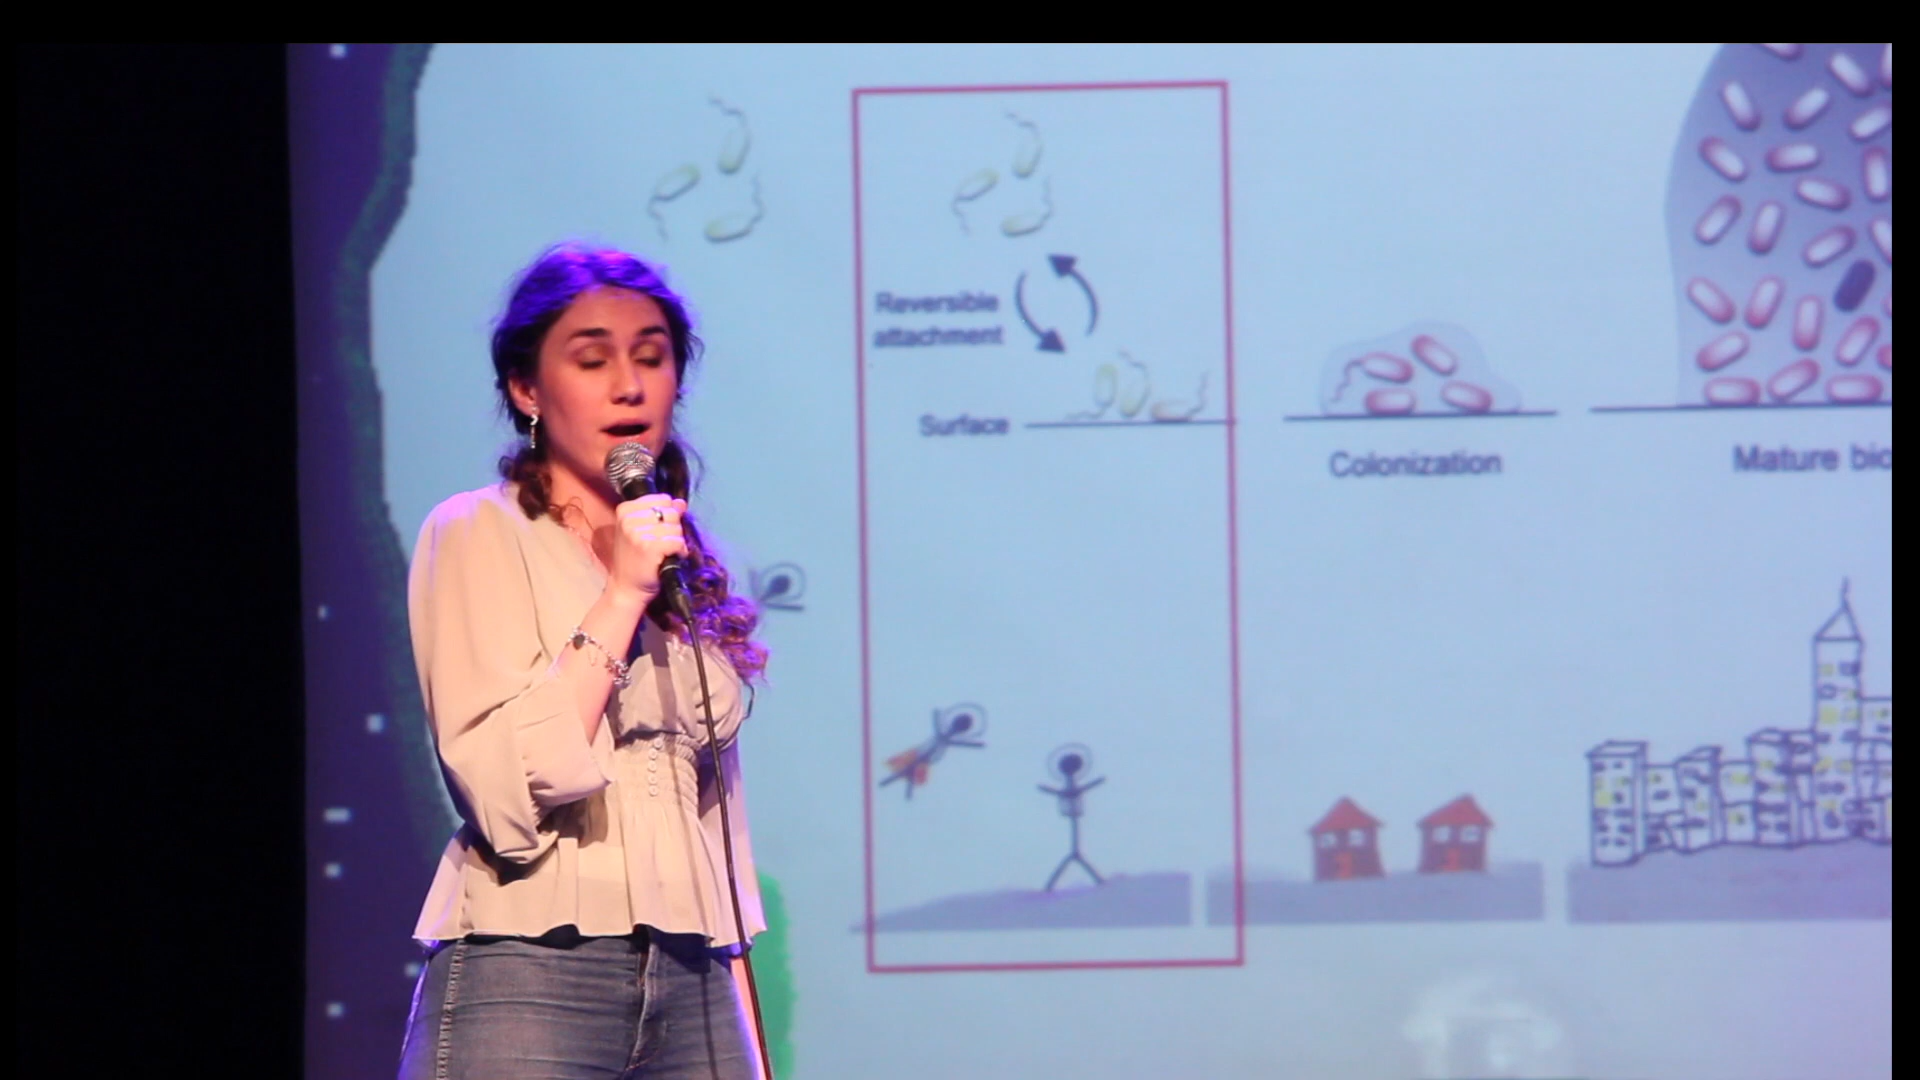 Reversible
attachment
Surface
Colonization
Mature bio